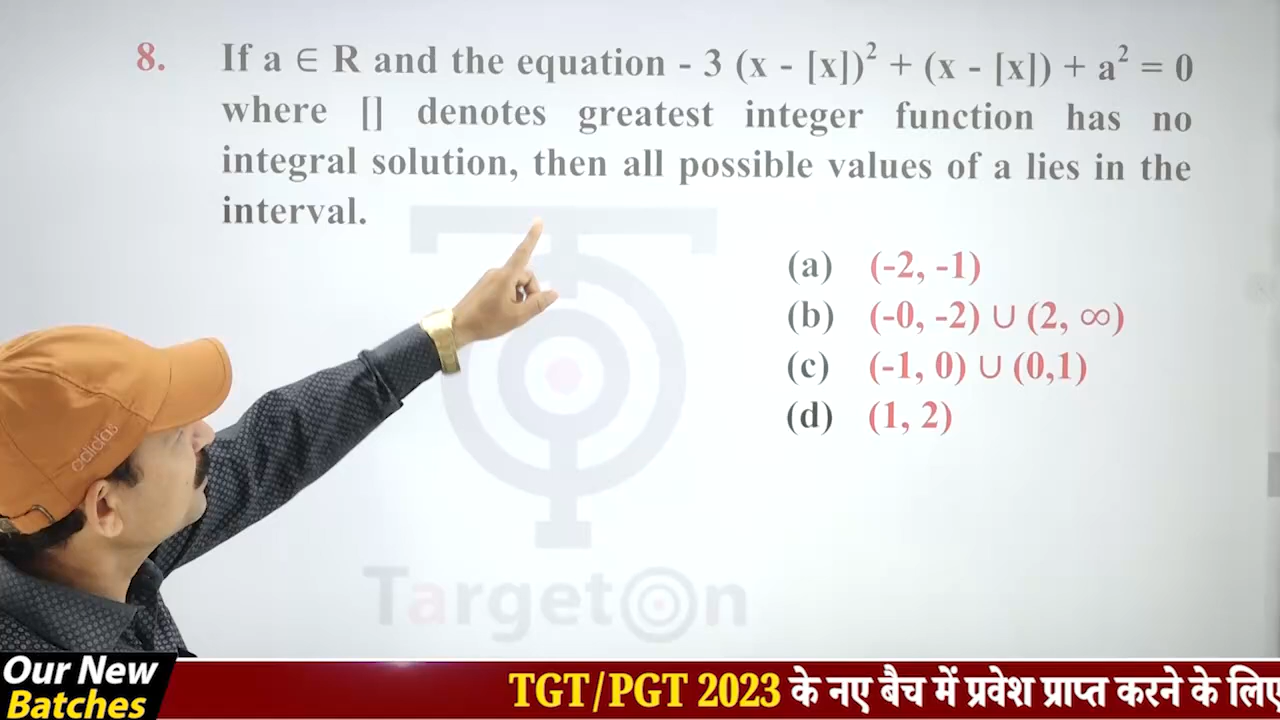 8. If a ∈ R and the equation - 3 (x - [x])² + (x - [x]) + a² = 0
where [] denotes greatest integer function has no
integral solution, then all possible values of a lies in the
interval.
(a) (-2, -1)
(b) (-0, -2) ∪ (2, ∞)
(c) (-1, 0) ∪ (0,1)
(d) (1, 2)
adidas
TargetOn
Our New
Batches
TGT/PGT 2023 के नए बैच में प्रवेश प्राप्त करने के लिए